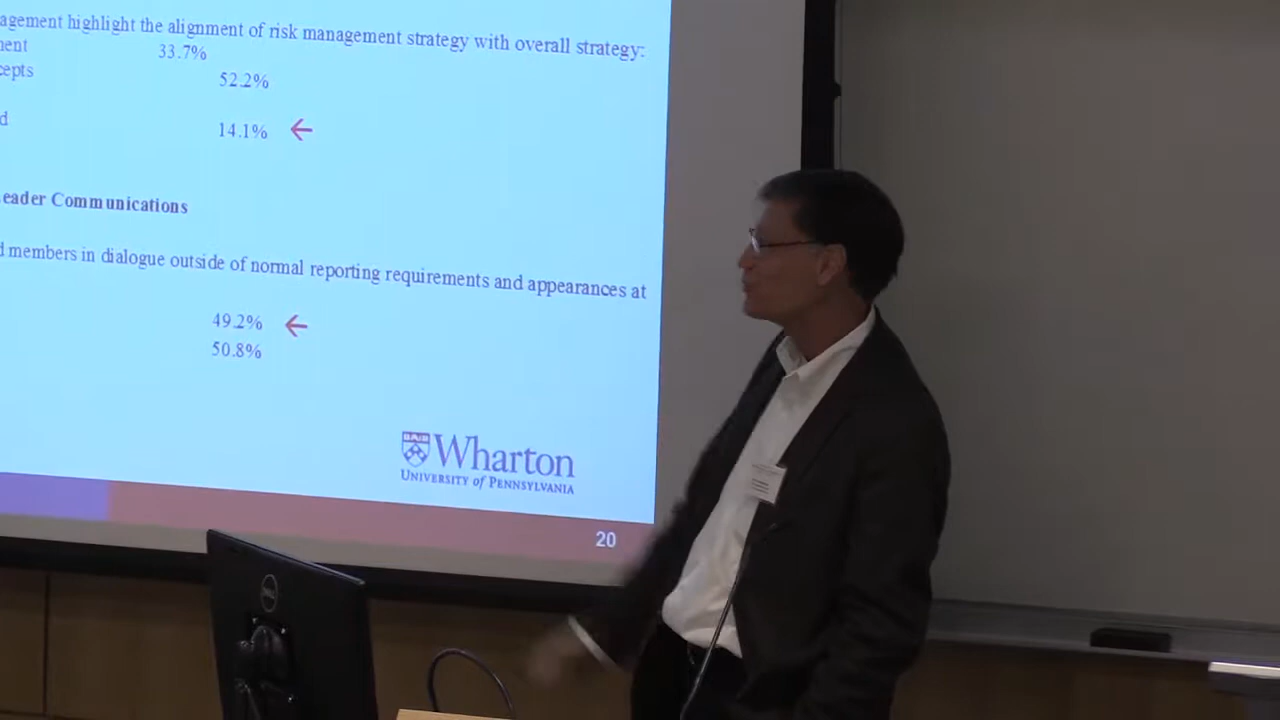 agement highlight the alignment of risk management strategy with overall strategy:
nent 33.7%
cepts
52.2%
d 14.1% ←
eader Communications
d members in dialogue outside of normal reporting requirements and appearances at
49.2% ←
50.8%
Wharton
UNIVERSITY of PENNSYLVANIA
20
DELL